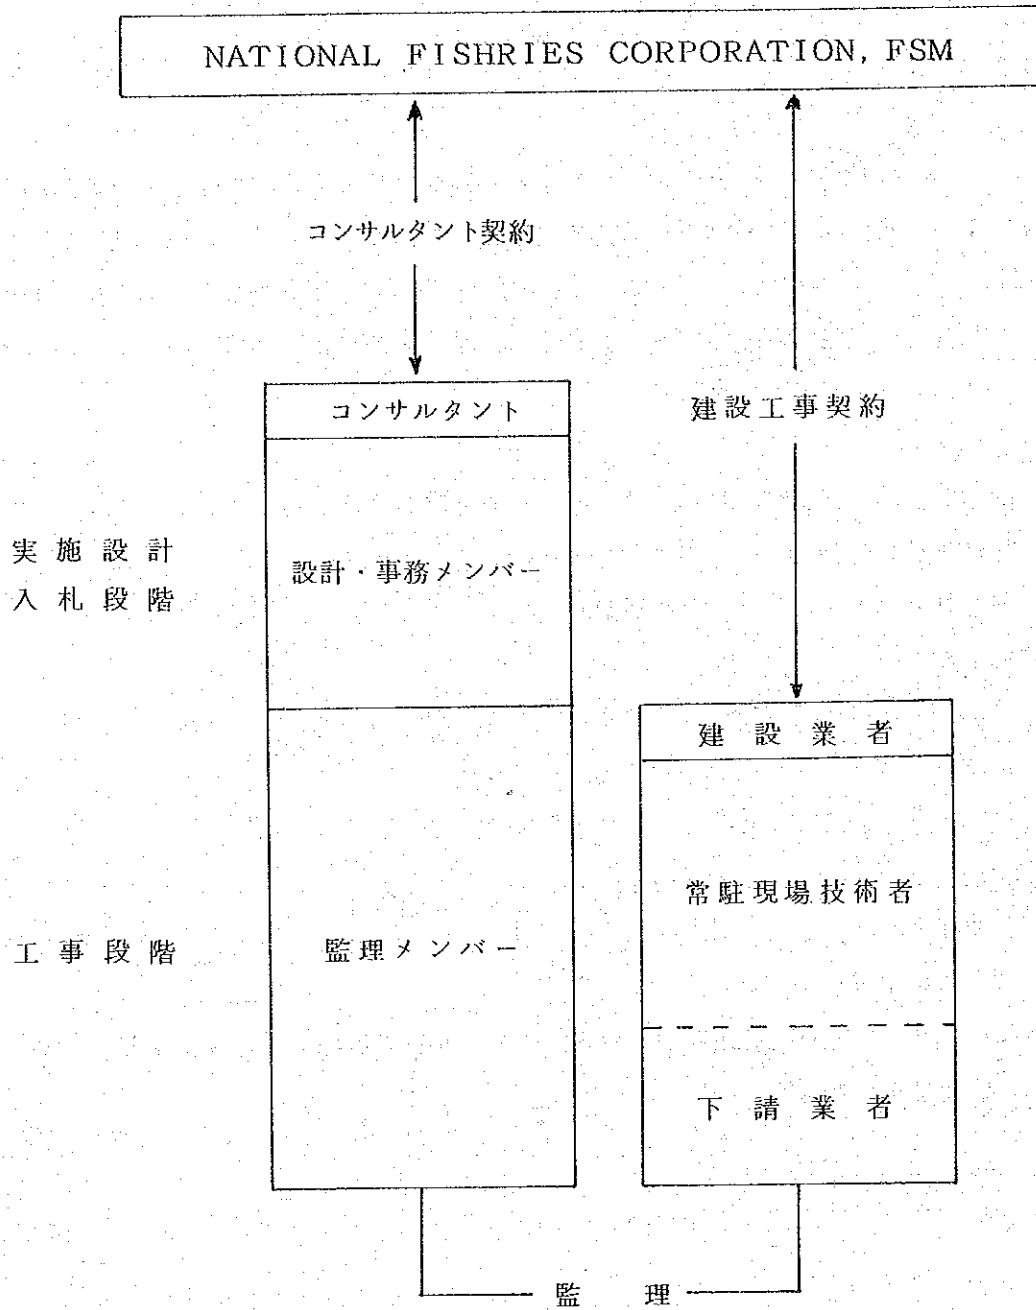 NATIONAL FISHRIES CORPORATION, FSM
コンサルタント契約
建設工事契約
コンサルタント
実施設計
入札段階
設計・事務メンバー
建設業者
常駐現場技術者
工事段階
監理メンバー
下請業者
監理